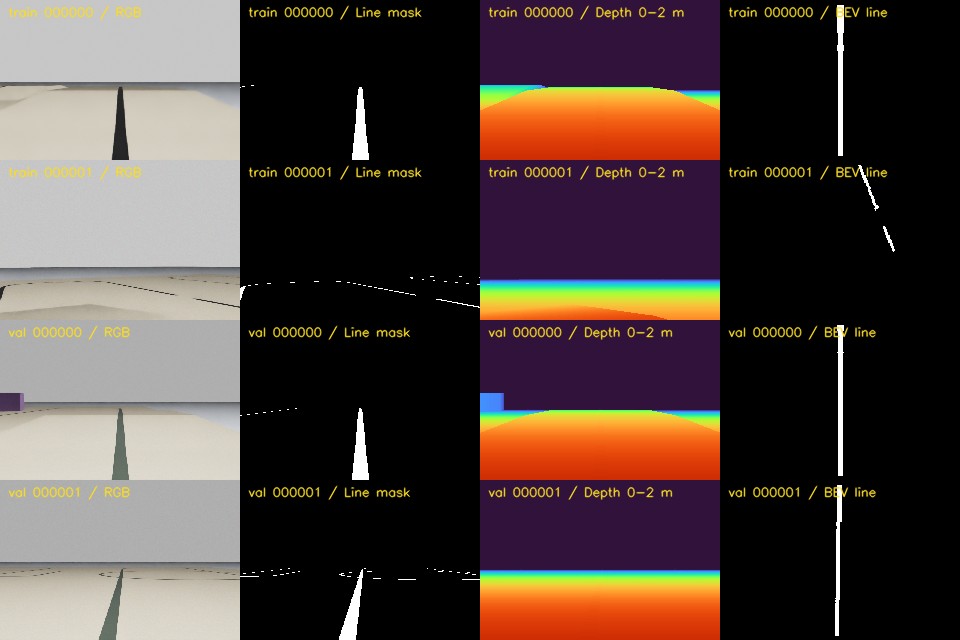 train 000000 / RGB
Line mask
train 000000 / Depth 0-2 m
train 000000 / BEV line
train 000001 / RGB
train 000001 / Line mask
train 000001 / Depth 0-2 m
train 000001 / BEV line
val 000000 / RGB
val 000000 / Line mask
val 000000 / Depth 0-2 m
val 000000 / BEV line
val 000001 / RGB
val 000001 / Line mask
val 000001 / Depth 0-2 m
val 000001 / BEV line